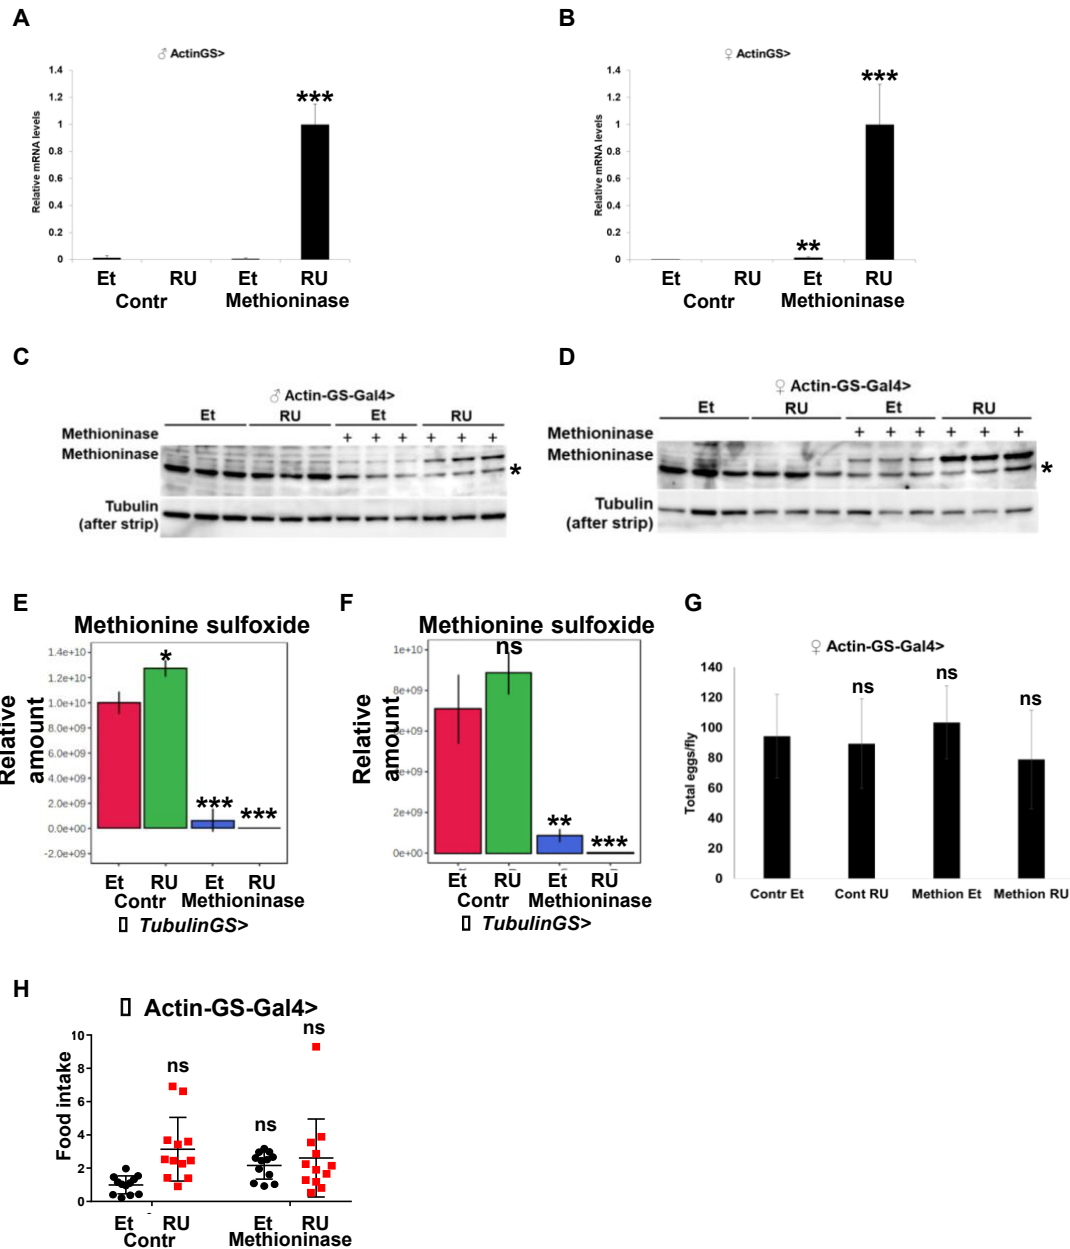 A
♂ ActinGS>
Relative mRNA levels
1.4
1.2
1
0.8
0.6
0.4
0.2
0
***
Et RU Et RU
Contr Methioninase
B
♀ ActinGS>
Relative mRNA levels
1.4
1.2
1
0.8
0.6
0.4
0.2
0
**
***
Et RU Et RU
Contr Methioninase
C
♂ Actin-GS-Gal4>
Et RU Et RU
Methioninase + + + + + +
Methioninase
*
Tubulin
(after strip)
D
♀ Actin-GS-Gal4>
Et RU Et RU
Methioninase + + + + + +
Methioninase
*
Tubulin
(after strip)
E
Methionine sulfoxide
Relative
amount
1.4e+10
1.2e+10
1.0e+10
8.0e+09
6.0e+09
4.0e+09
2.0e+09
0.0e+00
-2.0e+09
*
***
***
Et RU Et RU
Contr Methioninase
▯ TubulinGS>
F
Methionine sulfoxide
Relative
amount
1e+10
8e+09
e+09
e+09
2e+09
0e+00
ns
**
***
Et RU Et RU
Contr Methioninase
▯ TubulinGS>
G
♀ Actin-GS-Gal4>
Total eggs/fly
140
120
100
80
60
40
20
0
ns
ns
ns
Contr Et Cont RU Methion Et Methion RU
H
▯ Actin-GS-Gal4>
Food intake
10
8
6
4
2
0
ns
ns
ns
Et RU Et RU
Contr Methioninase